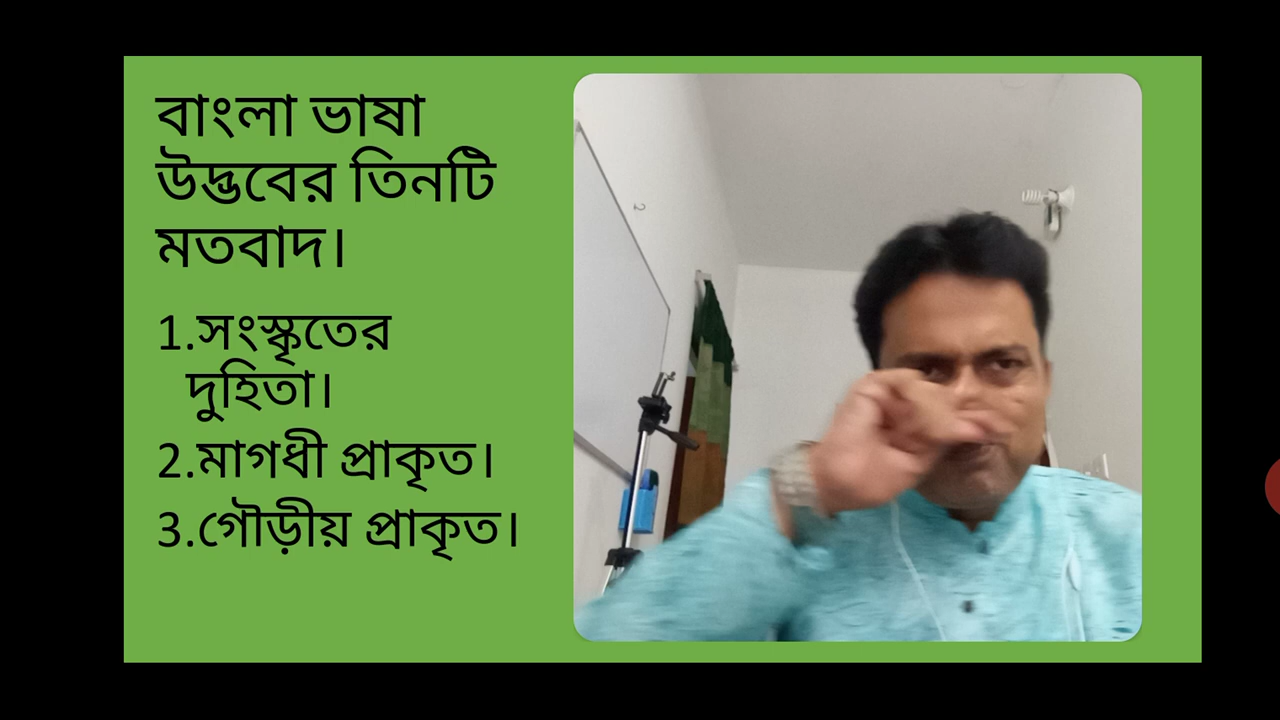 বাংলা ভাষা
উদ্ভবের তিনটি
মতবাদ।
1.সংস্কৃতের
দুহিতা।
2.মাগধী প্রাকৃত।
3.গৌড়ীয় প্রাকৃত।